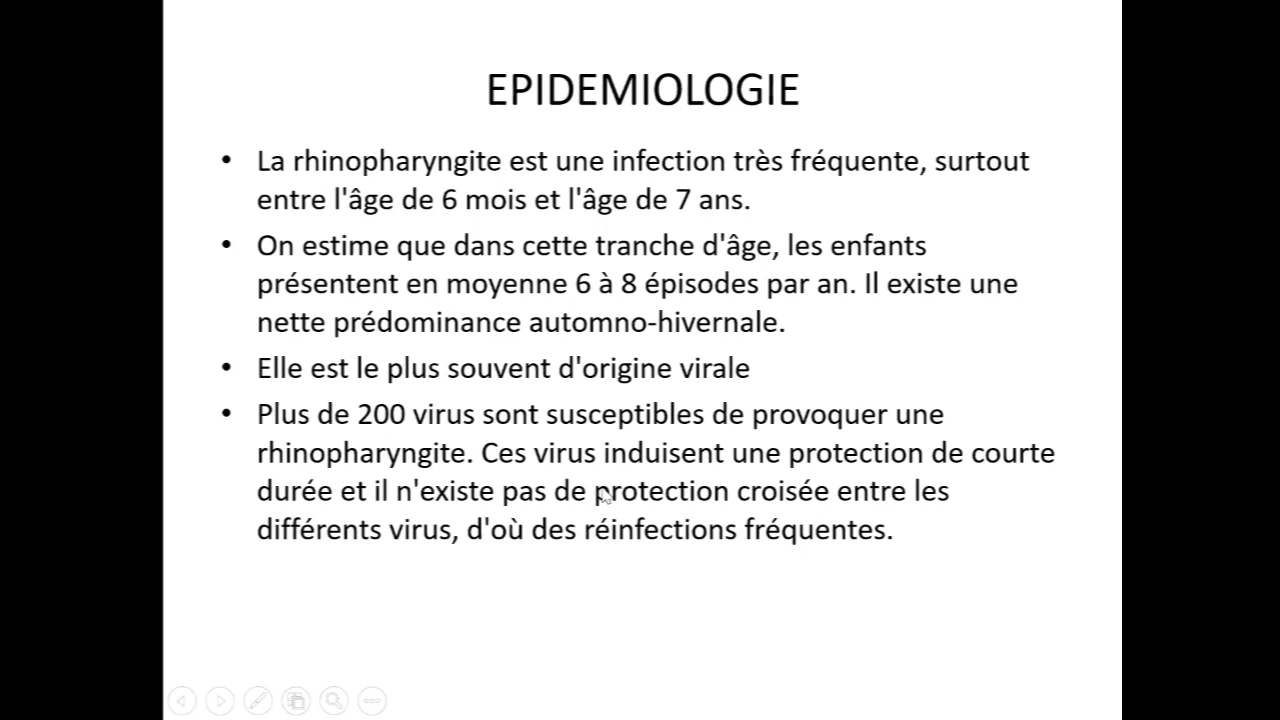 EPIDEMIOLOGIE
• La rhinopharyngite est une infection très fréquente, surtout
entre l'âge de 6 mois et l'âge de 7 ans.
• On estime que dans cette tranche d'âge, les enfants
présentent en moyenne 6 à 8 épisodes par an. Il existe une
nette prédominance automno-hivernale.
• Elle est le plus souvent d'origine virale
• Plus de 200 virus sont susceptibles de provoquer une
rhinopharyngite. Ces virus induisent une protection de courte
durée et il n'existe pas de protection croisée entre les
différents virus, d'où des réinfections fréquentes.